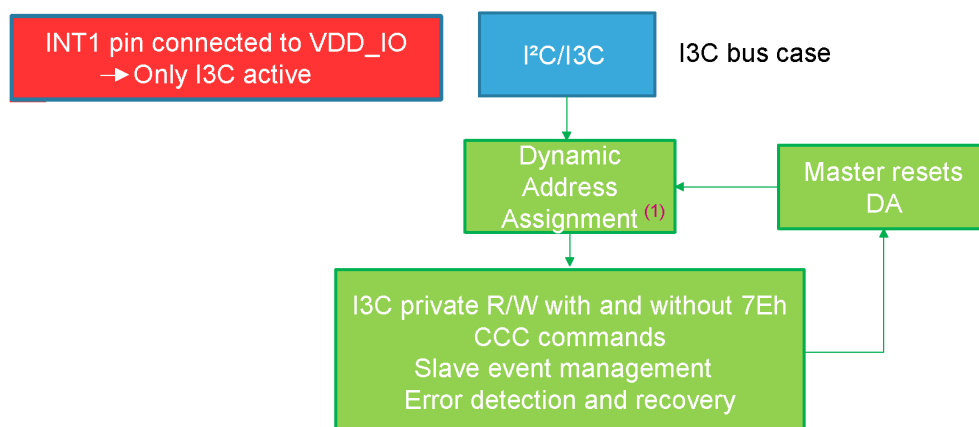 INT1 pin connected to VDD_IO
→ Only I3C active
I²C/I3C
I3C bus case
Dynamic
Address
Assignment (1)
Master resets
DA
I3C private R/W with and without 7Eh
CCC commands
Slave event management
Error detection and recovery